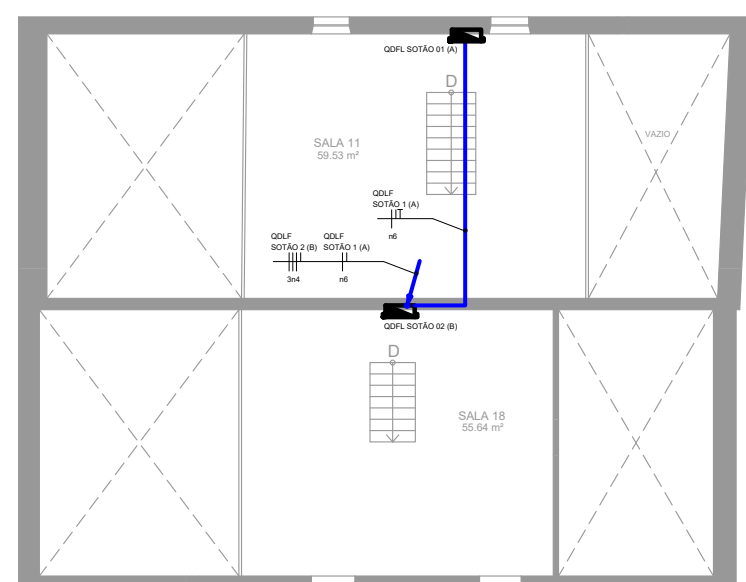 QDFL SOTÃO 01 (A)
D
SALA 11
59.53 m²
VAZIO
QDLF
SOTÃO 1 (A)
n6
QDLF
SOTÃO 2 (B)
3n4
QDLF
SOTÃO 1 (A)
n6
QDFL SOTÃO 02 (B)
D
SALA 18
55.64 m²